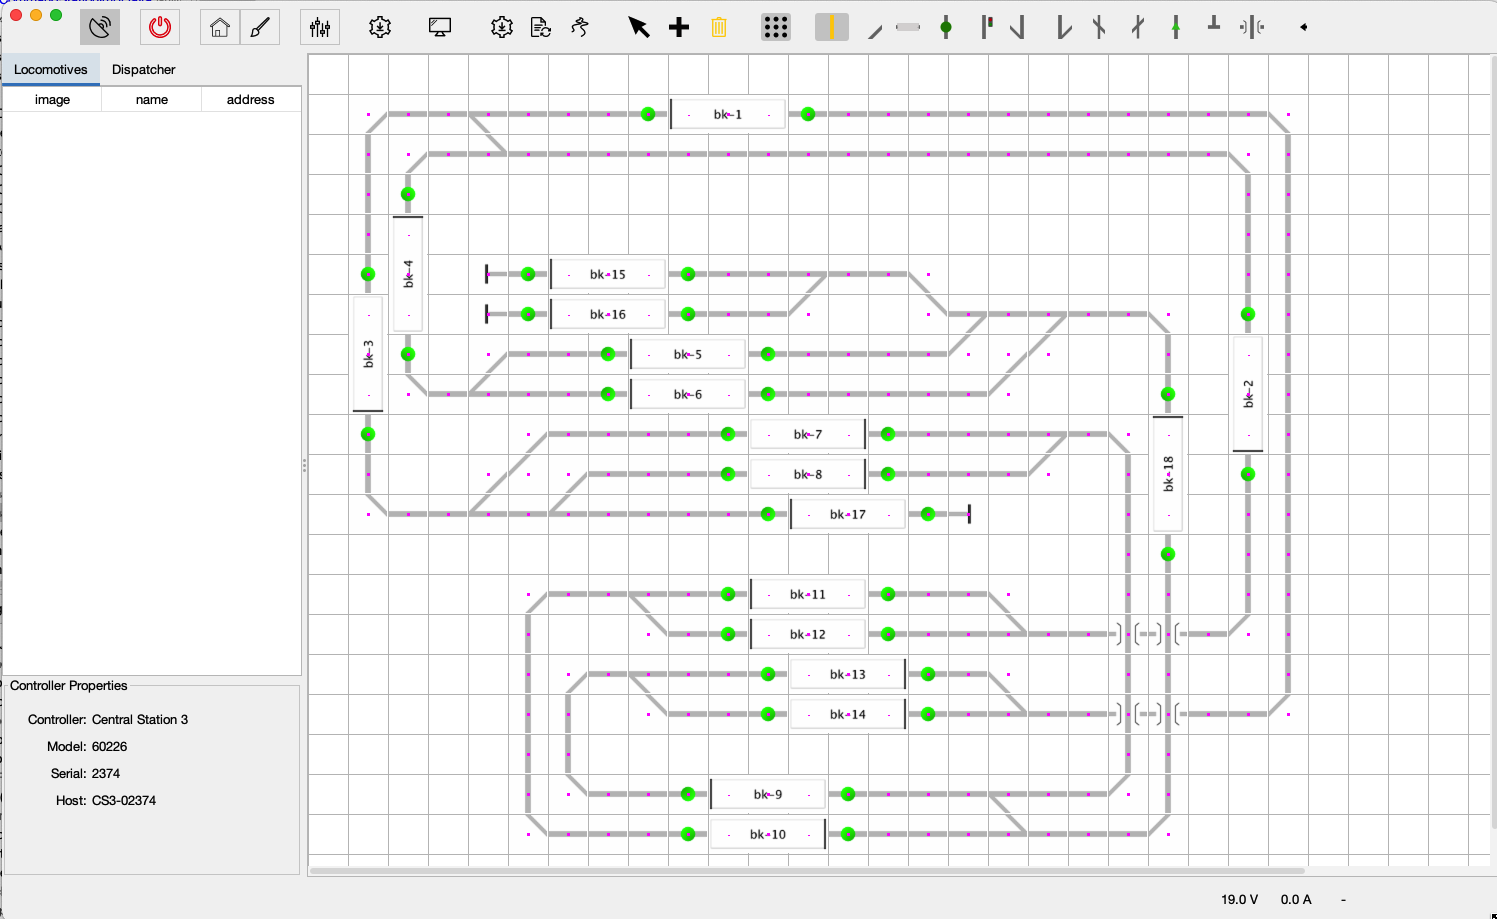 Locomotives Dispatcher
image name address
bk-1
bk-4
bk-15
bk-16
bk-3
bk-5
bk-6
bk-2
bk-7
bk-8
bk-18
bk-17
bk-11
bk-12
bk-13
bk-14
bk-9
bk-10
Controller Properties
Controller: Central Station 3
Model: 60226
Serial: 2374
Host: CS3-02374
19.0 V 0.0 A -